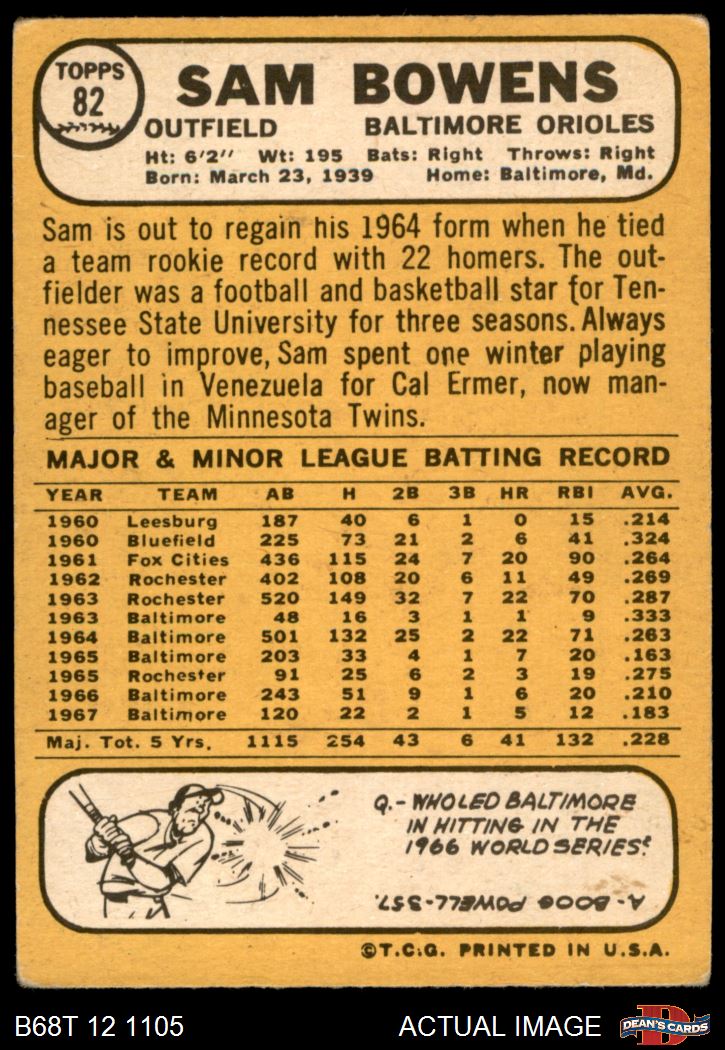 TOPPS
82
SAM BOWENS
OUTFIELD BALTIMORE ORIOLES
Ht: 6'2" Wt: 195 Bats: Right Throws: Right
Born: March 23, 1939 Home: Baltimore, Md.
Sam is out to regain his 1964 form when he tied
a team rookie record with 22 homers. The out-
fielder was a football and basketball star for Ten-
nessee State University for three seasons. Always
eager to improve, Sam spent one winter playing
baseball in Venezuela for Cal Ermer, now man-
ager of the Minnesota Twins.
MAJOR & MINOR LEAGUE BATTING RECORD
YEAR TEAM AB H 2B 3B HR RBI AVG.
1960 Leesburg 187 40 6 1 0 15 .214
1960 Bluefield 225 73 21 2 6 41 .324
1961 Fox Cities 436 115 24 7 20 90 .264
1962 Rochester 402 108 20 6 11 49 .269
1963 Rochester 520 149 32 7 22 70 .287
1963 Baltimore 48 16 3 1 1 9 .333
1964 Baltimore 501 132 25 2 22 71 .263
1965 Baltimore 203 33 4 1 7 20 .163
1965 Rochester 91 25 6 2 3 19 .275
1966 Baltimore 243 51 9 1 6 20 .210
1967 Baltimore 120 22 2 1 5 12 .183
Maj. Tot. 5 Yrs. 1115 254 43 6 41 132 .228
Q.- WHO LED BALTIMORE
IN HITTING IN THE
1966 WORLD SERIES?
A- BOOG POWELL-.357.
©T.C.G. PRINTED IN U.S.A.
B68T 12 1105 ACTUAL IMAGE
D
DEAN'S CARDS